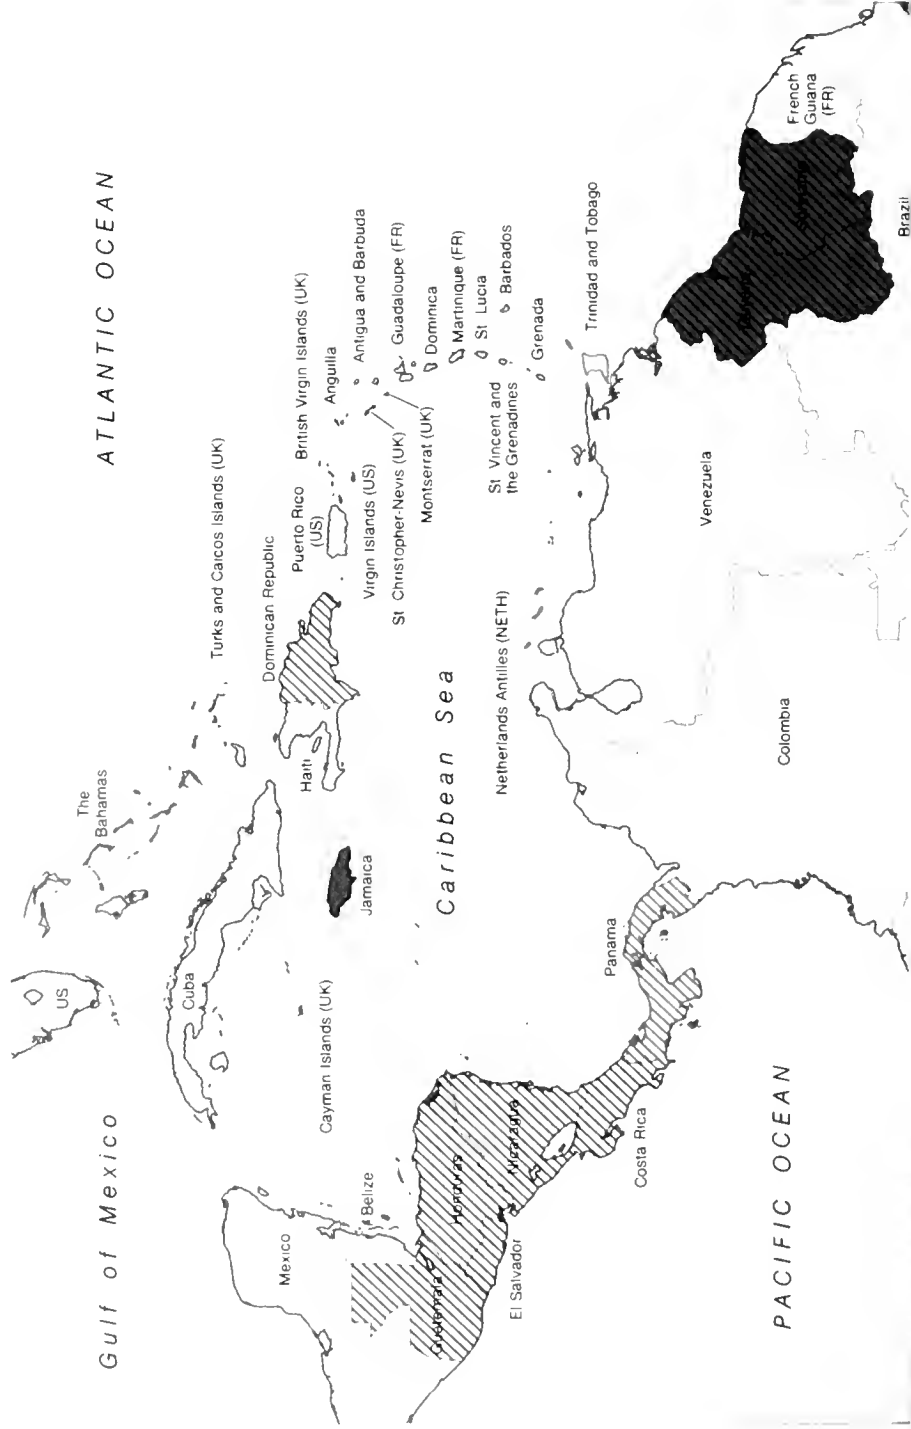 ATLANTIC OCEAN
Gulf of Mexico
US
The
Bahamas
Turks and Caicos Islands (UK)
Cuba
Dominican Republic
Haiti
Puerto Rico
(US)
British Virgin Islands (UK)
Anguilla
Virgin Islands (US)
Antigua and Barbuda
St Christopher-Nevis (UK)
Guadaloupe (FR)
Montserrat (UK)
Dominica
Martinique (FR)
St Lucia
Barbados
St Vincent and
the Grenadines
Grenada
Trinidad and Tobago
Cayman Islands (UK)
Jamaica
Caribbean Sea
Netherlands Antilles (NETH)
Mexico
Belize
Guatemala
Honduras
El Salvador
Nicaragua
Costa Rica
Panama
Colombia
Venezuela
French
Guiana
(FR)
Brazil
PACIFIC OCEAN